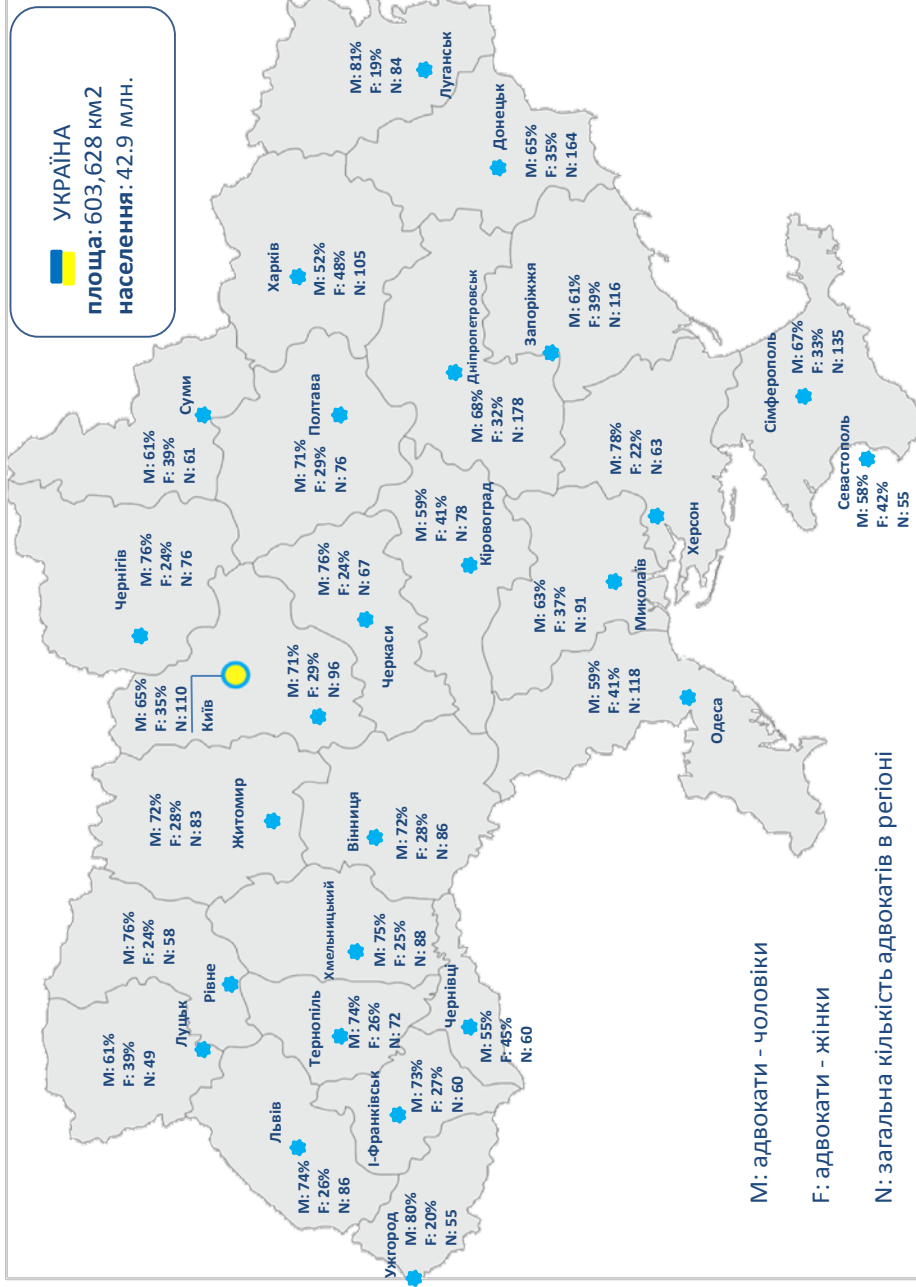 УКРАЇНА
площа: 603,628 км2
населення: 42.9 млн.
M: 61%
F: 39%
N: 49
Луцьк
M: 76%
F: 24%
N: 58
Рівне
M: 72%
F: 28%
N: 83
Житомир
M: 65%
F: 35%
N: 110
Київ
M: 71%
F: 29%
N: 96
Чернігів
M: 76%
F: 24%
N: 76
M: 61%
F: 39%
N: 61
Суми
Львів
M: 74%
F: 26%
N: 86
Тернопіль
M: 74%
F: 26%
N: 72
Хмельницький
M: 75%
F: 25%
N: 88
Вінниця
M: 72%
F: 28%
N: 86
M: 76%
F: 24%
N: 67
Черкаси
M: 71%
F: 29%
N: 76
Полтава
Харків
M: 52%
F: 48%
N: 105
M: 81%
F: 19%
N: 84
Луганськ
Ужгород
M: 80%
F: 20%
N: 55
І-Франківськ
M: 73%
F: 27%
N: 60
Чернівці
M: 55%
F: 45%
N: 60
M: 59%
F: 41%
N: 78
Кіровоград
Дніпропетровськ
M: 68%
F: 32%
N: 178
Донецьк
M: 65%
F: 35%
N: 164
Запоріжжя
M: 61%
F: 39%
N: 116
M: 59%
F: 41%
N: 118
Одеса
M: 63%
F: 37%
N: 91
Миколаїв
M: 78%
F: 22%
N: 63
Херсон
Сімферополь
M: 67%
F: 33%
N: 135
Севастополь
M: 58%
F: 42%
N: 55
M: адвокати - чоловіки
F: адвокати - жінки
N: загальна кількість адвокатів в регіоні